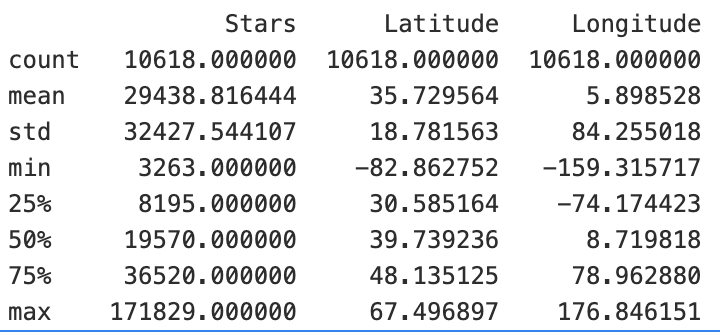 Stars Latitude Longitude
count 10618.000000 10618.000000 10618.000000
mean 29438.816444 35.729564 5.898528
std 32427.544107 18.781563 84.255018
min 3263.000000 -82.862752 -159.315717
25% 8195.000000 30.585164 -74.174423
50% 19570.000000 39.739236 8.719818
75% 36520.000000 48.135125 78.962880
max 171829.000000 67.496897 176.846151